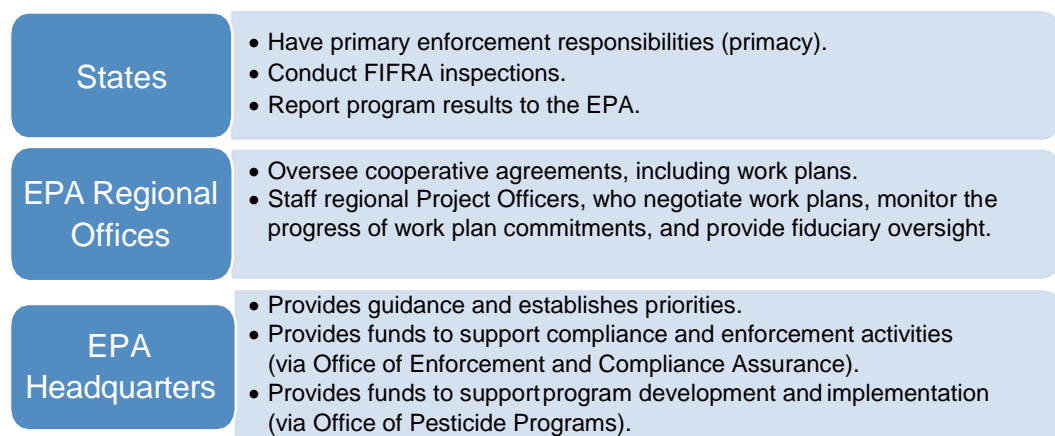 States
• Have primary enforcement responsibilities (primacy).
• Conduct FIFRA inspections.
• Report program results to the EPA.
EPA Regional
Offices
• Oversee cooperative agreements, including work plans.
• Staff regional Project Officers, who negotiate work plans, monitor the
progress of work plan commitments, and provide fiduciary oversight.
EPA
Headquarters
• Provides guidance and establishes priorities.
• Provides funds to support compliance and enforcement activities
(via Office of Enforcement and Compliance Assurance).
• Provides funds to support program development and implementation
(via Office of Pesticide Programs).